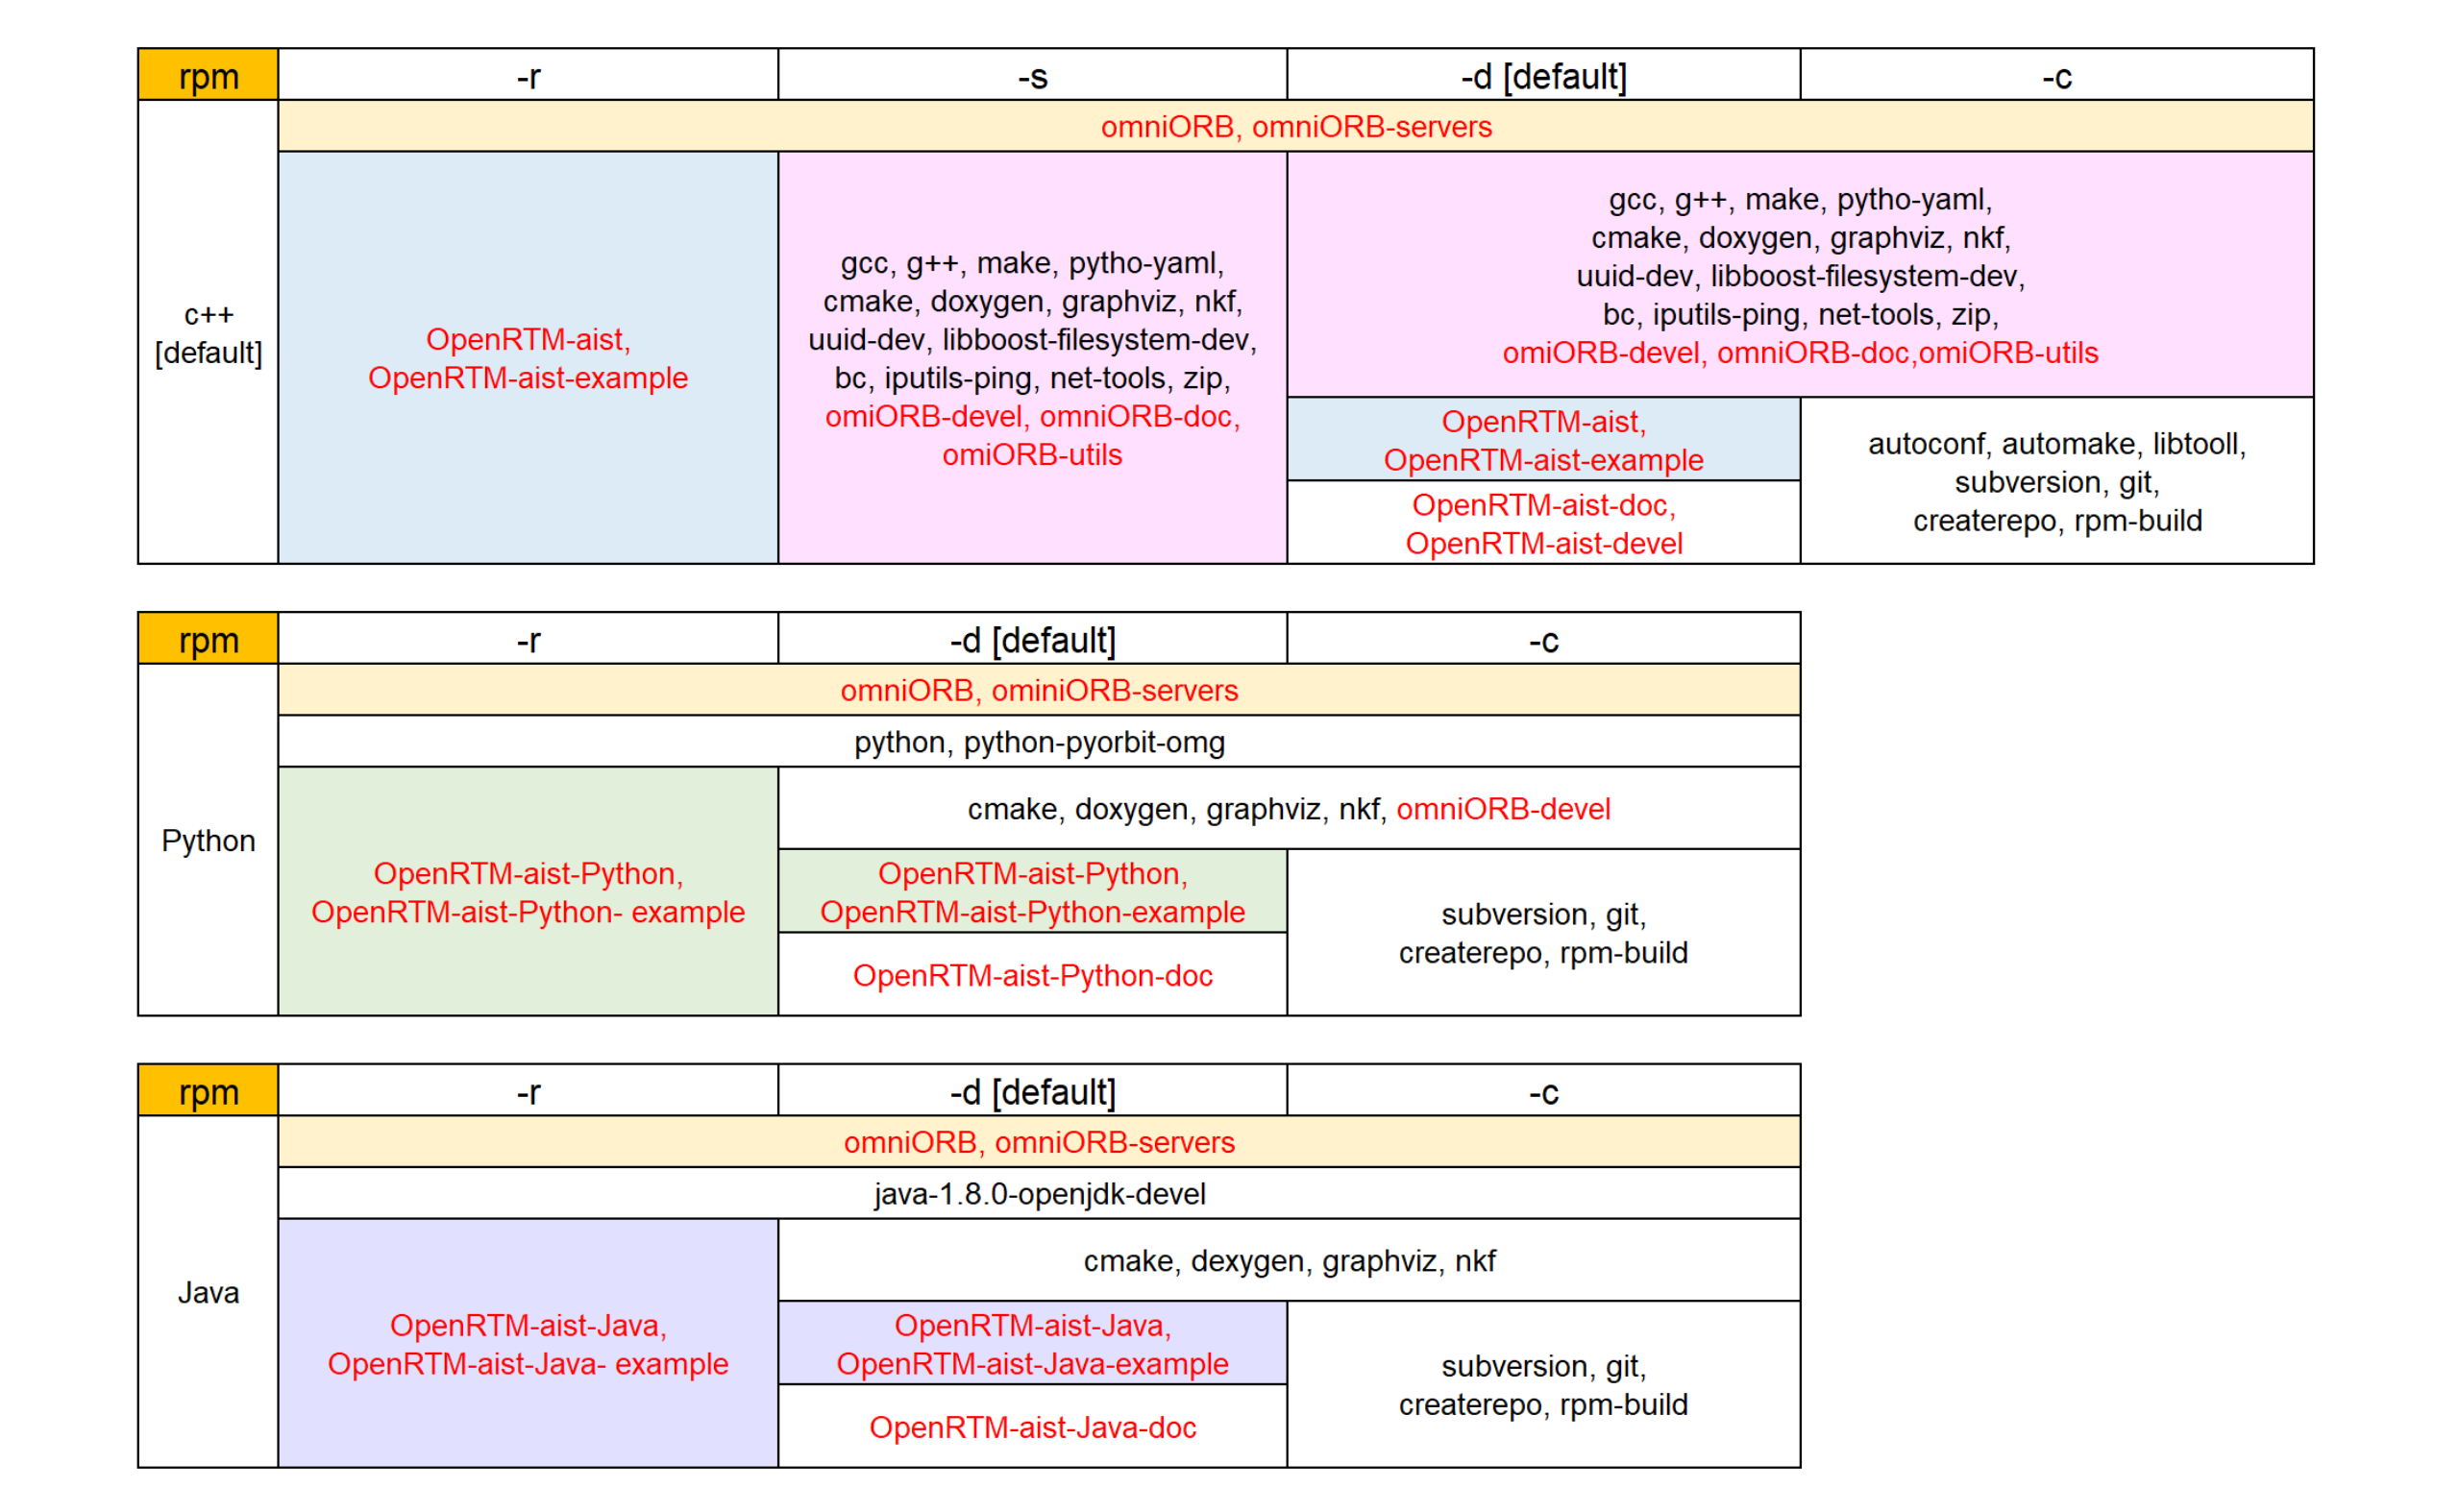 rpm
-r
-s
-d [default]
-c
c++
[default]
omniORB, omniORB-servers
OpenRTM-aist,
OpenRTM-aist-example
gcc, g++, make, pytho-yaml,
cmake, doxygen, graphviz, nkf,
uuid-dev, libboost-filesystem-dev,
bc, iputils-ping, net-tools, zip,
omiORB-devel, omniORB-doc,
omiORB-utils
gcc, g++, make, pytho-yaml,
cmake, doxygen, graphviz, nkf,
uuid-dev, libboost-filesystem-dev,
bc, iputils-ping, net-tools, zip,
omiORB-devel, omniORB-doc,omiORB-utils
OpenRTM-aist,
OpenRTM-aist-example
OpenRTM-aist-doc,
OpenRTM-aist-devel
autoconf, automake, libtooll,
subversion, git,
createrepo, rpm-build
rpm
-r
-d [default]
-c
Python
omniORB, ominiORB-servers
python, python-pyorbit-omg
OpenRTM-aist-Python,
OpenRTM-aist-Python- example
cmake, doxygen, graphviz, nkf, omniORB-devel
OpenRTM-aist-Python,
OpenRTM-aist-Python-example
OpenRTM-aist-Python-doc
subversion, git,
createrepo, rpm-build
rpm
-r
-d [default]
-c
Java
omniORB, omniORB-servers
java-1.8.0-openjdk-devel
OpenRTM-aist-Java,
OpenRTM-aist-Java- example
cmake, dexygen, graphviz, nkf
OpenRTM-aist-Java,
OpenRTM-aist-Java-example
OpenRTM-aist-Java-doc
subversion, git,
createrepo, rpm-build